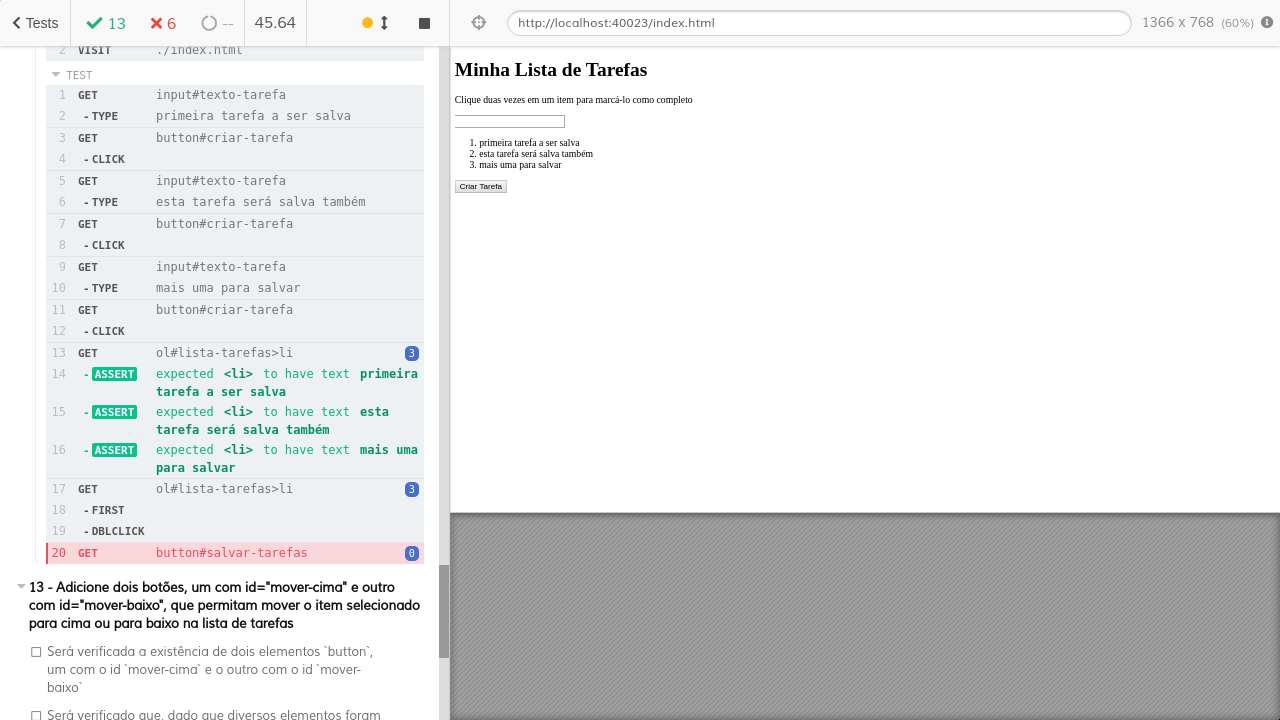 Tests 13 6 -- 45.64
2 VISIT ./index.html
TEST
1 GET input#texto-tarefa
2 -TYPE primeira tarefa a ser salva
3 GET button#criar-tarefa
4 -CLICK
5 GET input#texto-tarefa
6 -TYPE esta tarefa será salva também
7 GET button#criar-tarefa
8 -CLICK
9 GET input#texto-tarefa
10 -TYPE mais uma para salvar
11 GET button#criar-tarefa
12 -CLICK
13 GET ol#lista-tarefas>li 3
14 -ASSERT expected <li> to have text primeira
tarefa a ser salva
15 -ASSERT expected <li> to have text esta
tarefa será salva também
16 -ASSERT expected <li> to have text mais uma
para salvar
17 GET ol#lista-tarefas>li 3
18 -FIRST
19 -DBLCLICK
20 GET button#salvar-tarefas 0
13 - Adicione dois botões, um com id="mover-cima" e outro
com id="mover-baixo", que permitam mover o item selecionado
para cima ou para baixo na lista de tarefas
Será verificada a existência de dois elementos `button`,
um com o id `mover-cima` e o outro com o id `mover-
baixo`
Será verificado que, dado que diversos elementos foram
http://localhost:40023/index.html
1366 x 768 (60%)
Minha Lista de Tarefas
Clique duas vezes em um item para marcá-lo como completo
1. primeira tarefa a ser salva
2. esta tarefa será salva também
3. mais uma para salvar
Criar Tarefa